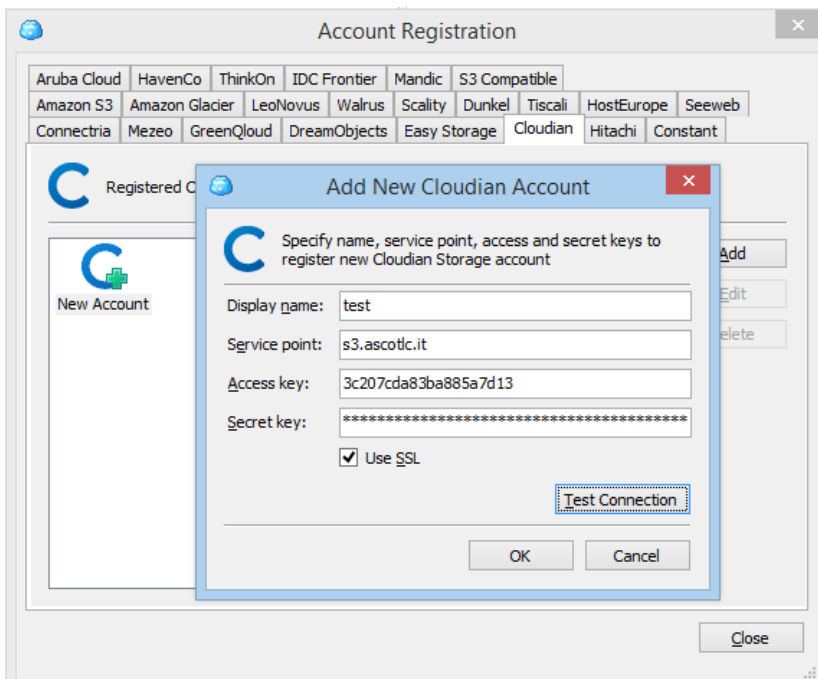 Account Registration
Aruba Cloud HavenCo ThinkOn IDC Frontier Mandic S3 Compatible
Amazon S3 Amazon Glacier LeoNovus Walrus Scality Dunkel Tiscali HostEurope Seeweb
Connectria Mezeo GreenQloud DreamObjects Easy Storage Cloudian Hitachi Constant
Registered C
New Account
Add
Edit
elete
Add New Cloudian Account
Specify name, service point, access and secret keys to
register new Cloudian Storage account
Display name: test
Service point: s3.ascotlc.it
Access key: 3c207cda83ba885a7d13
Secret key: *****************************************
Use SSL
Test Connection
OK Cancel
Close